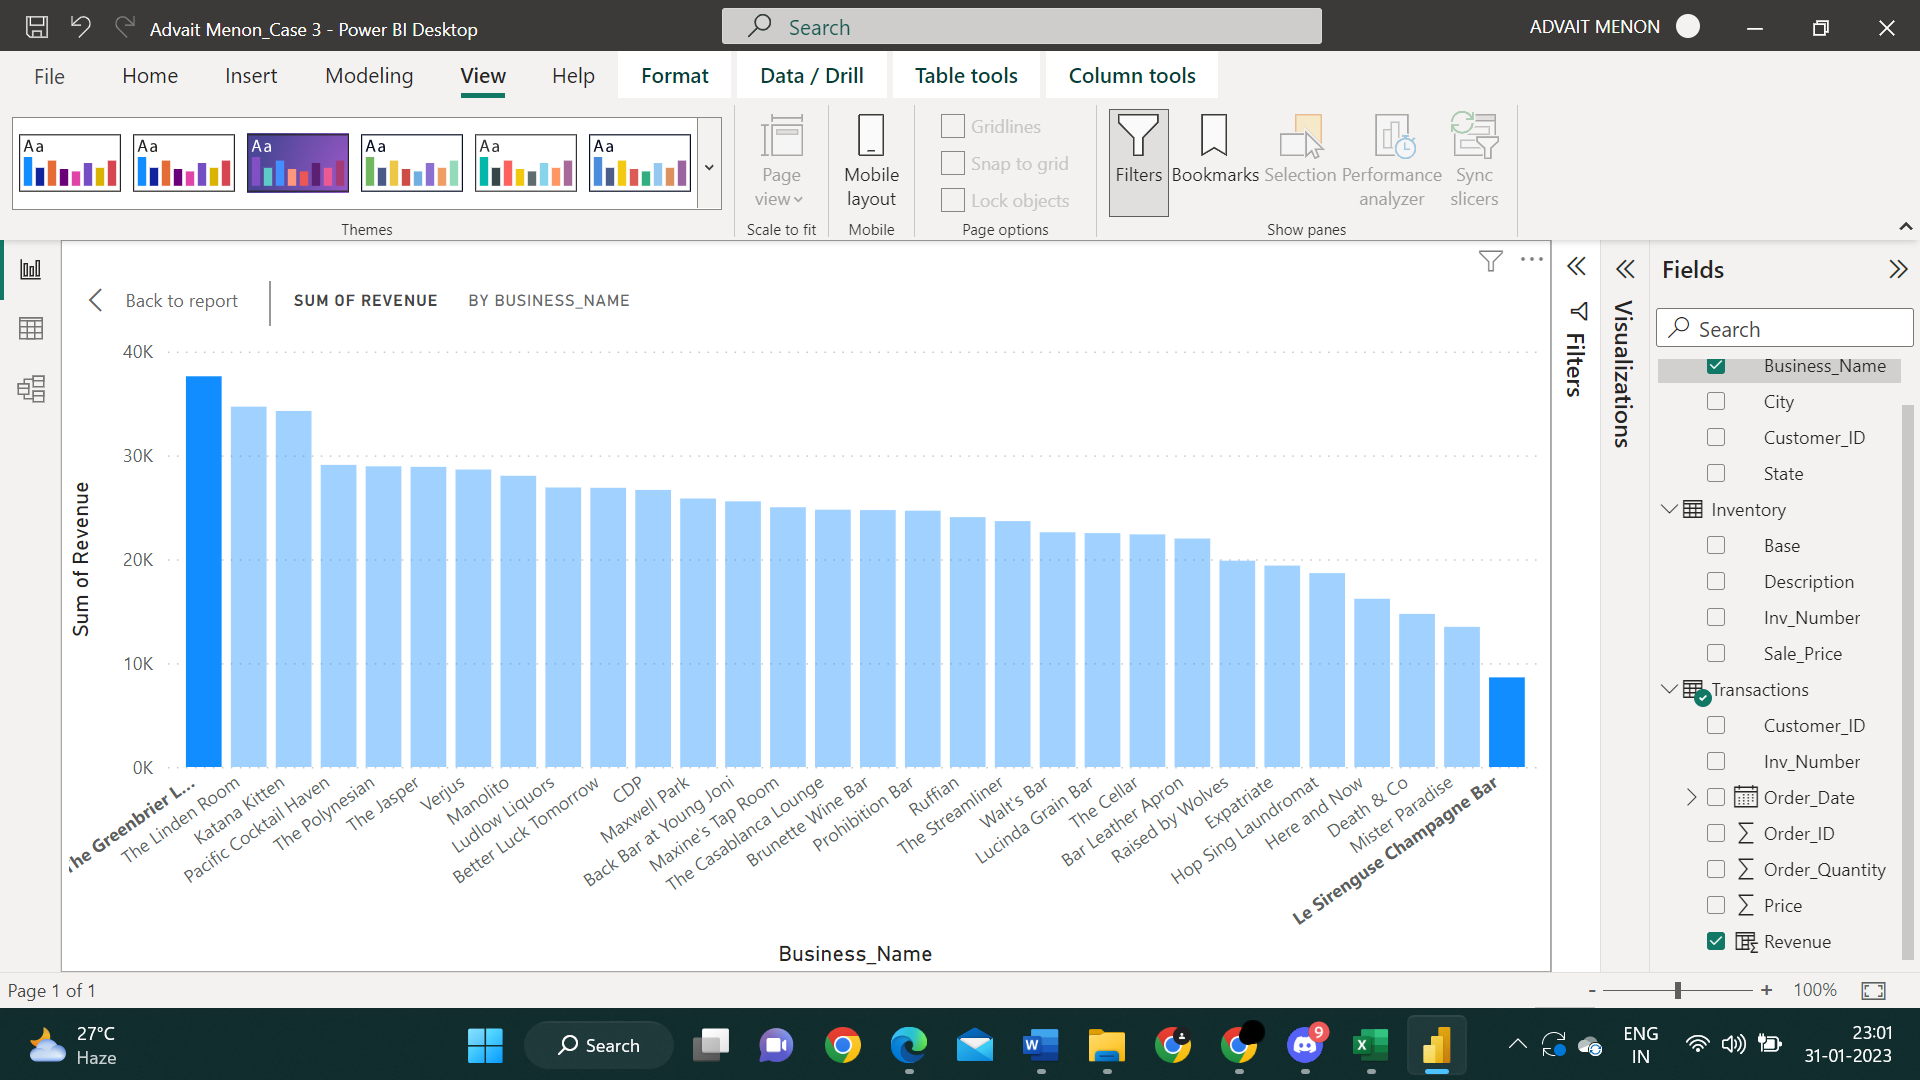 Advait Menon_Case 3 - Power BI Desktop
Search
ADVAIT MENON
File
Home
Insert
Modeling
View
Help
Format
Data / Drill
Table tools
Column tools
Aa
Aa
Aa
Aa
Aa
Aa
Themes
Page
view
Scale to fit
Mobile
layout
Mobile
Gridlines
Snap to grid
Lock objects
Page options
Filters
Bookmarks
Selection
Performance
analyzer
Sync
slicers
Show panes
Back to report
SUM OF REVENUE
BY BUSINESS_NAME
Sum of Revenue
40K
30K
20K
10K
0K
The Greenbrier L...
The Linden Room
Katana Kitten
Pacific Cocktail Haven
The Polynesian
The Jasper
Verjus
Manolito
Ludlow Liquors
Better Luck Tomorrow
CDP
Maxwell Park
Back Bar at Young Joni
Maxine's Tap Room
The Casablanca Lounge
Brunette Wine Bar
Prohibition Bar
Ruffian
The Streamliner
Walt's Bar
Lucinda Grain Bar
The Cellar
Bar Leather Apron
Raised by Wolves
Expatriate
Hop Sing Laundromat
Here and Now
Death & Co
Mister Paradise
Le Sirenguse Champagne Bar
Business_Name
Filters
Visualizations
Fields
Search
Business_Name
City
Customer_ID
State
Inventory
Base
Description
Inv_Number
Sale_Price
Transactions
Customer_ID
Inv_Number
Order_Date
Order_ID
Order_Quantity
Price
Revenue
Page 1 of 1
- + 100%
27°C
Haze
Search
9
ENG
IN
23:01
31-01-2023